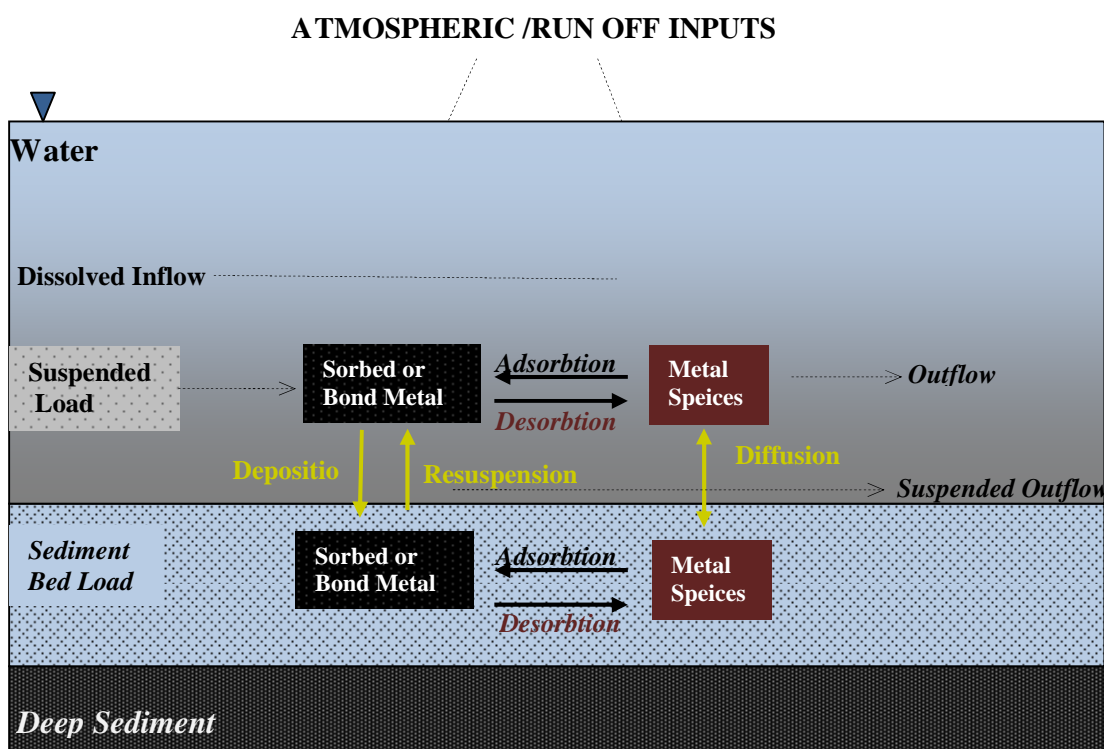 ATMOSPHERIC /RUN OFF INPUTS
Water
Dissolved Inflow
Suspended
Load
Sorbed or
Bond Metal
Adsorbtion
Desorbtion
Metal
Speices
Outflow
Depositio
Resuspension
Diffusion
Suspended Outflow
Sediment
Bed Load
Sorbed or
Bond Metal
Adsorbtion
Desorbtion
Metal
Speices
Deep Sediment